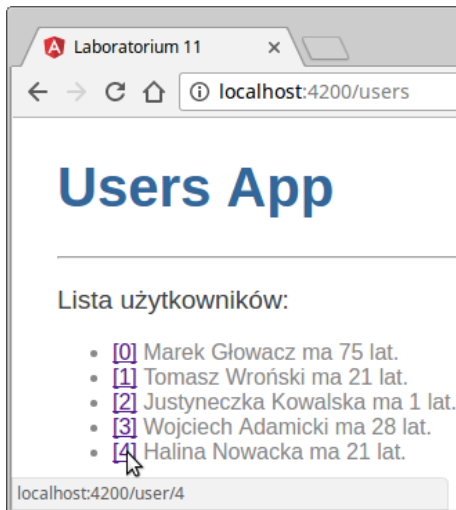 Laboratorium 11
localhost:4200/users
Users App
Lista użytkowników:
[0] Marek Głowacz ma 75 lat.
[1] Tomasz Wroński ma 21 lat.
[2] Justyneczka Kowalska ma 1 lat.
[3] Wojciech Adamicki ma 28 lat.
[4] Halina Nowacka ma 21 lat.
localhost:4200/user/4